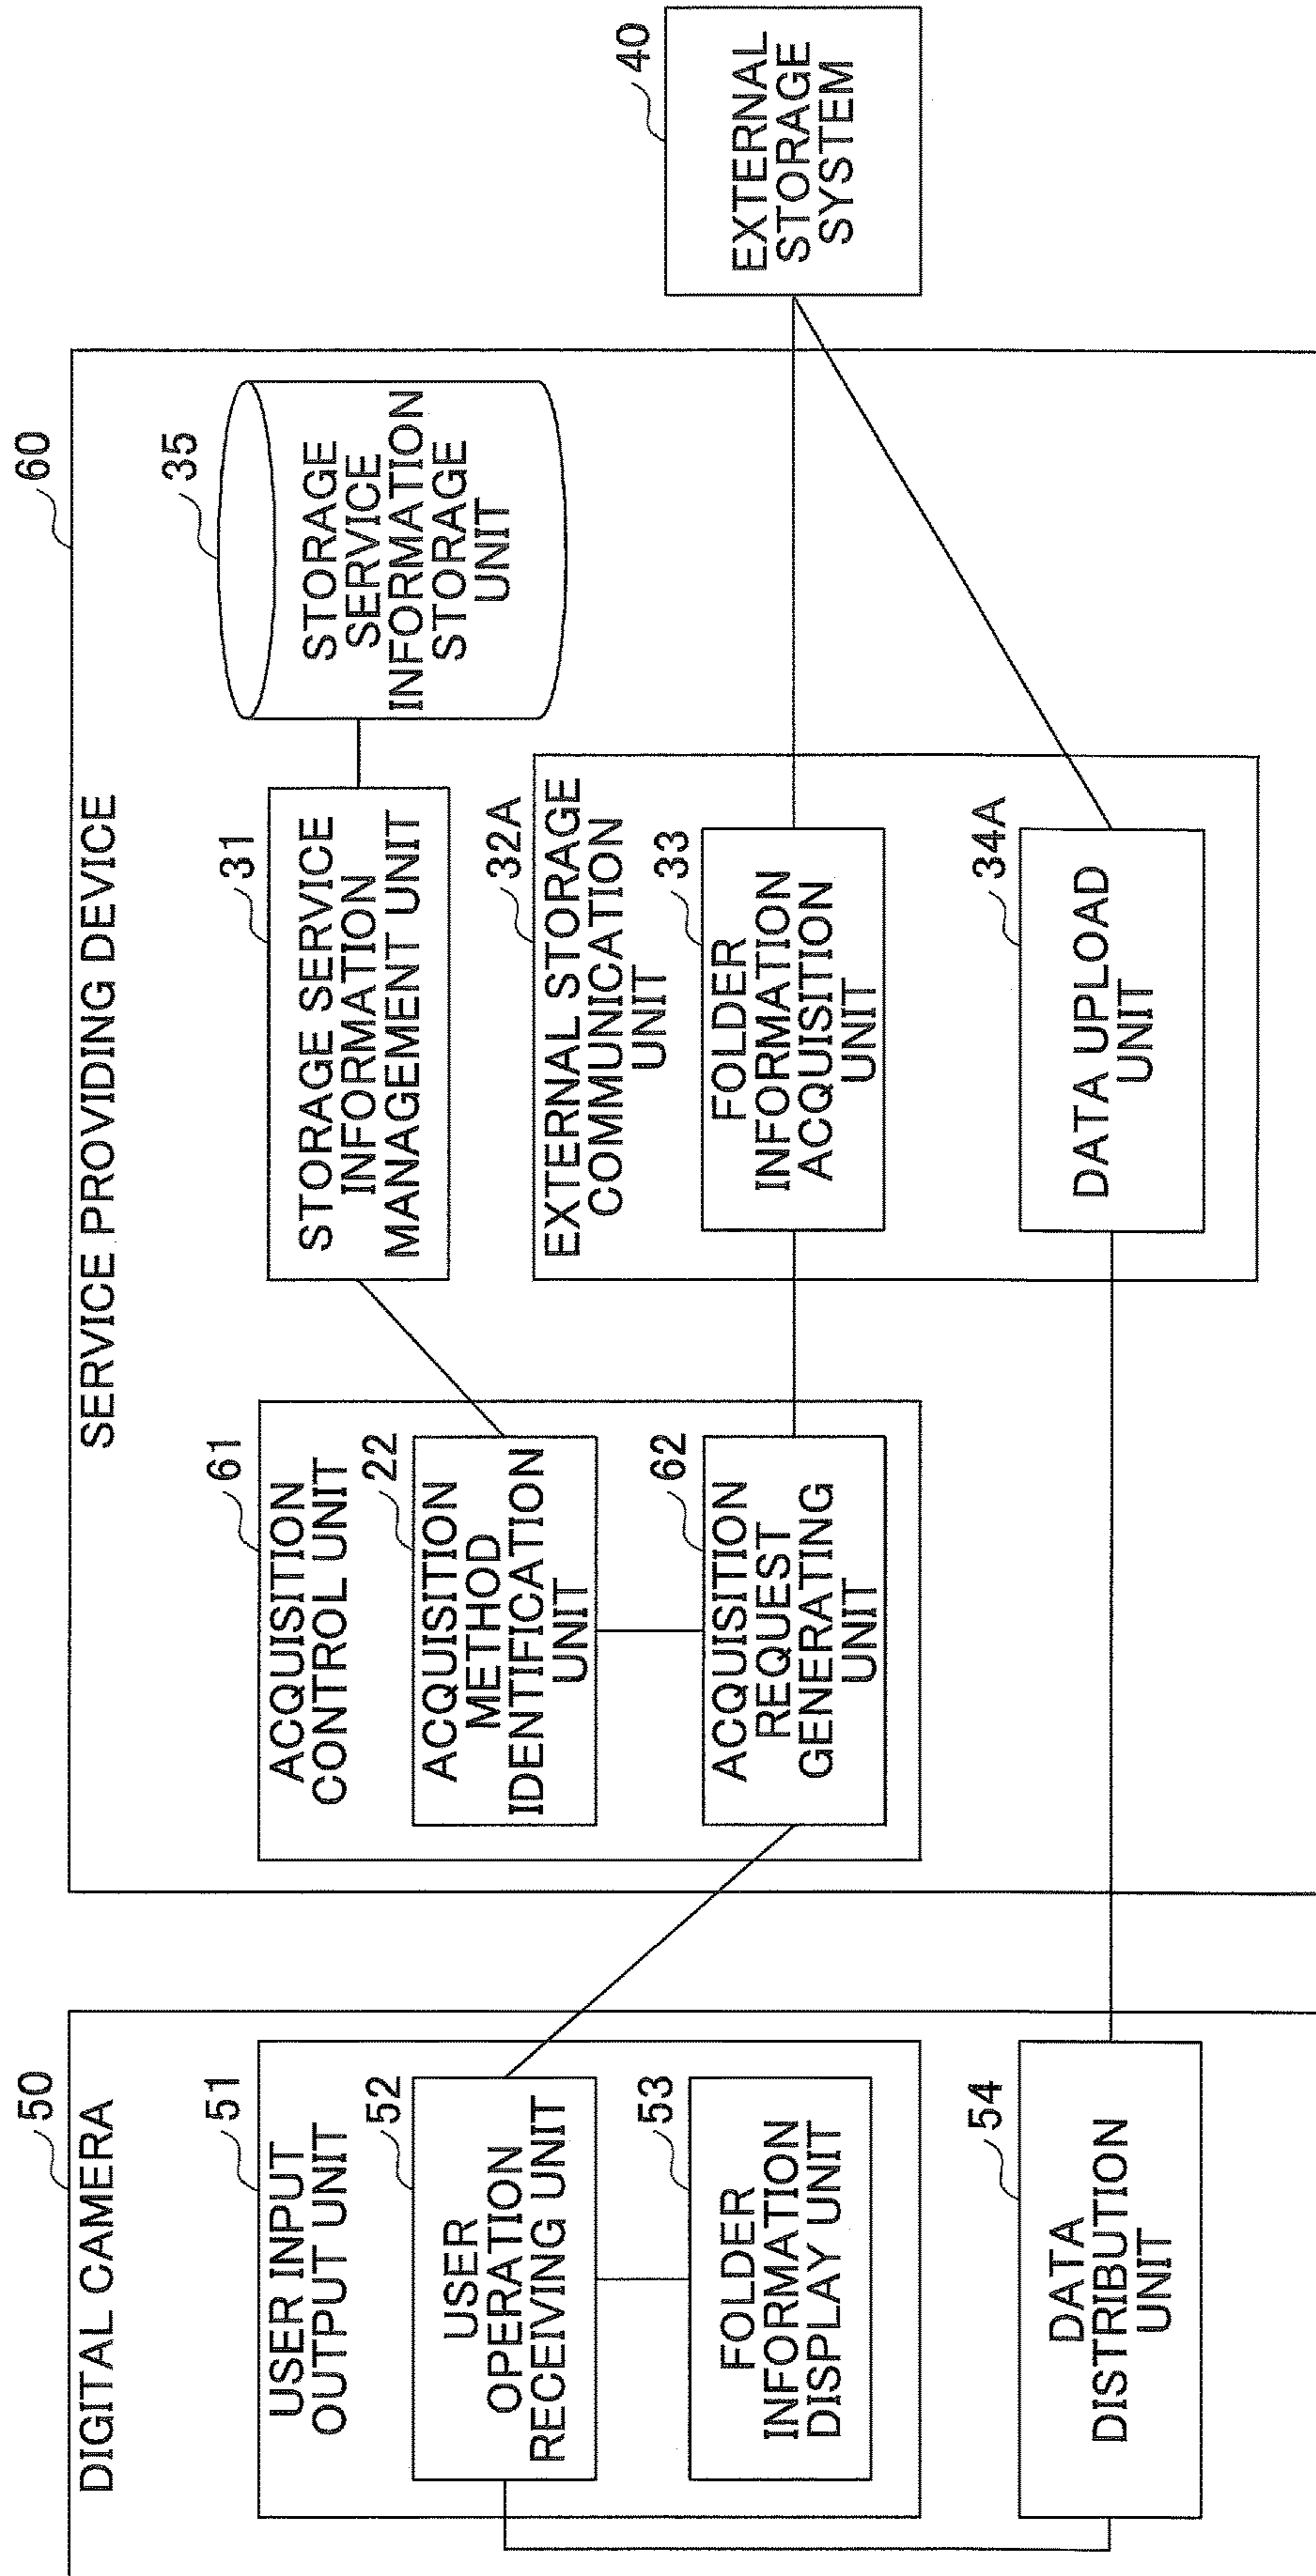 50
DIGITAL CAMERA
51
USER INPUT
OUTPUT UNIT
52
USER
OPERATION
RECEIVING UNIT
53
FOLDER
INFORMATION
DISPLAY UNIT
54
DATA
DISTRIBUTION
UNIT
60
SERVICE PROVIDING DEVICE
61
ACQUISITION
CONTROL UNIT
22
ACQUISITION
METHOD
IDENTIFICATION
UNIT
62
ACQUISITION
REQUEST
GENERATING
UNIT
31
STORAGE SERVICE
INFORMATION
MANAGEMENT UNIT
35
STORAGE
SERVICE
INFORMATION
STORAGE
UNIT
32A
EXTERNAL STORAGE
COMMUNICATION
UNIT
33
FOLDER
INFORMATION
ACQUISITION
UNIT
34A
DATA UPLOAD
UNIT
40
EXTERNAL
STORAGE
SYSTEM